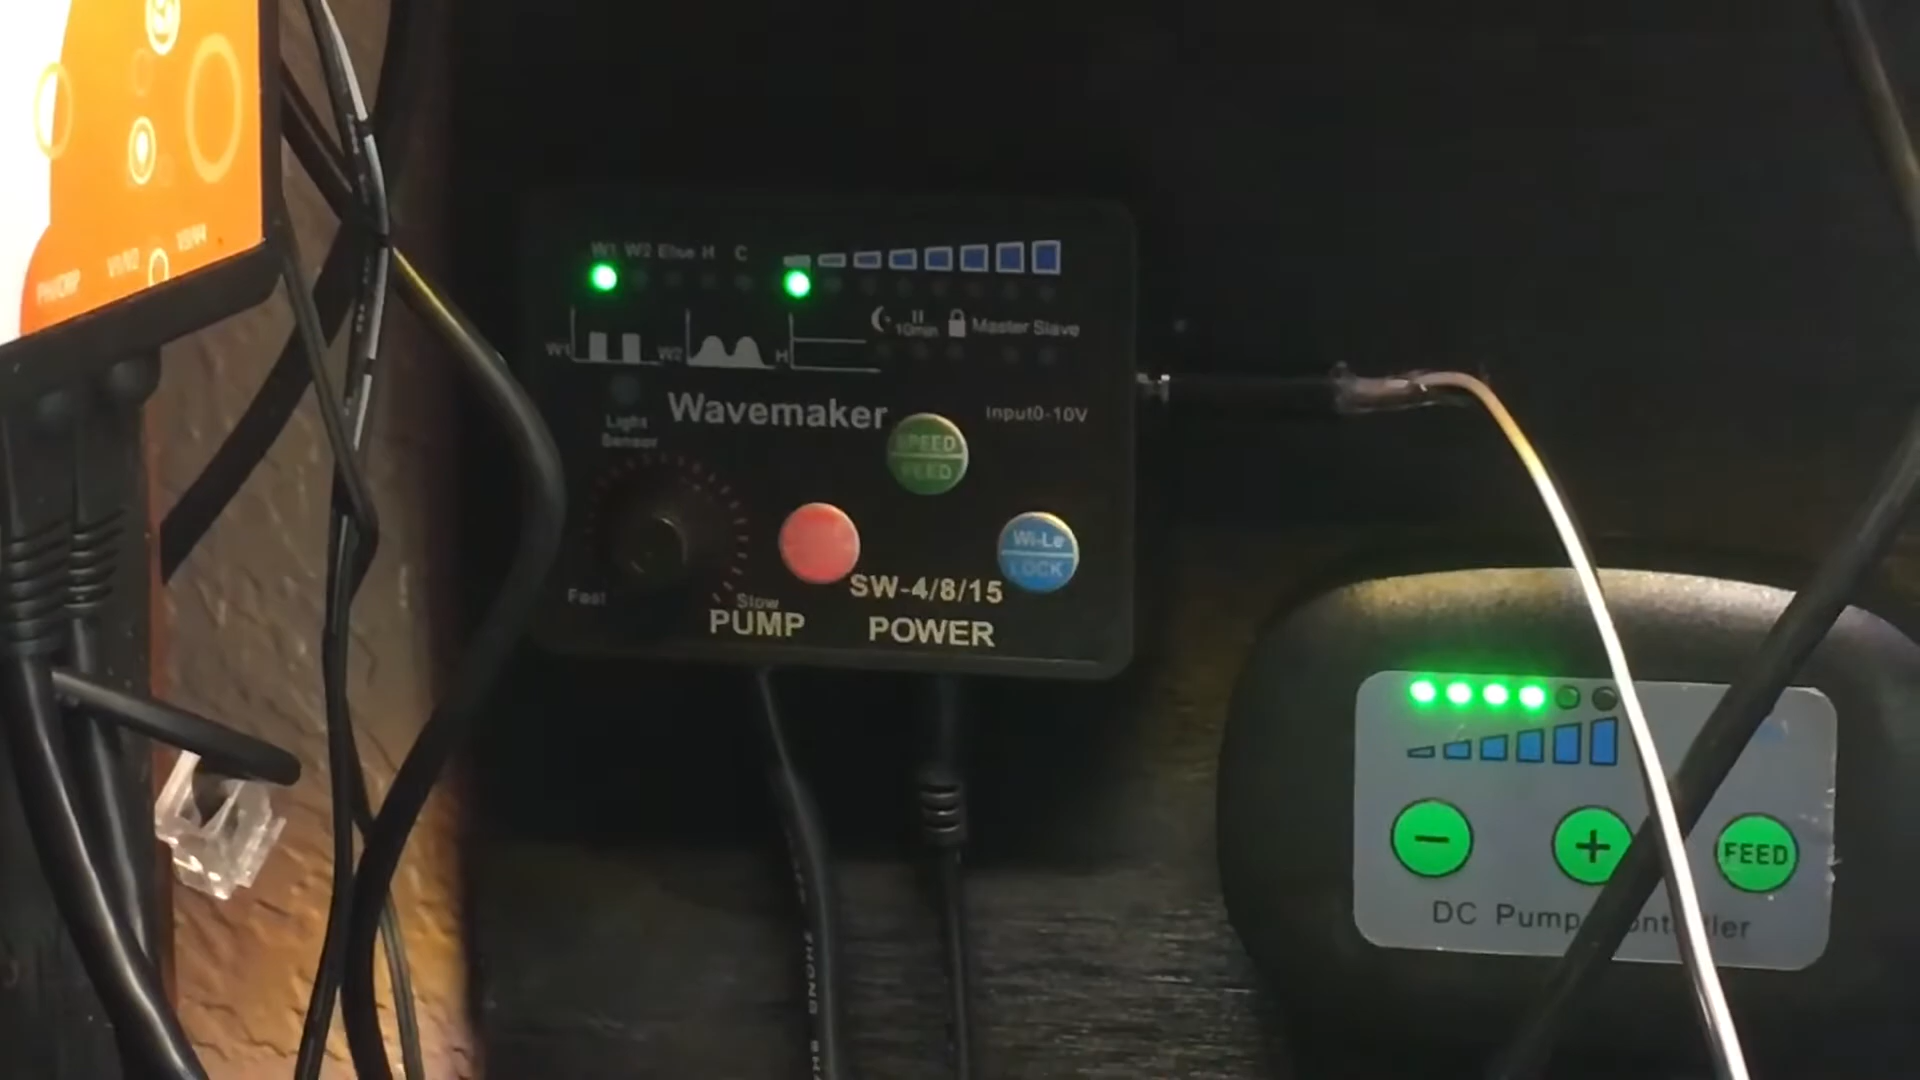 W1 W2 Else H C
10min Master Slave
W1 W2 H
Light
Sensor
Wavemaker
Input0-10V
SPEED
FEED
Wi-Le
LOCK
SW-4/8/15
Fast Slow
PUMP POWER
FEED
DC Pump